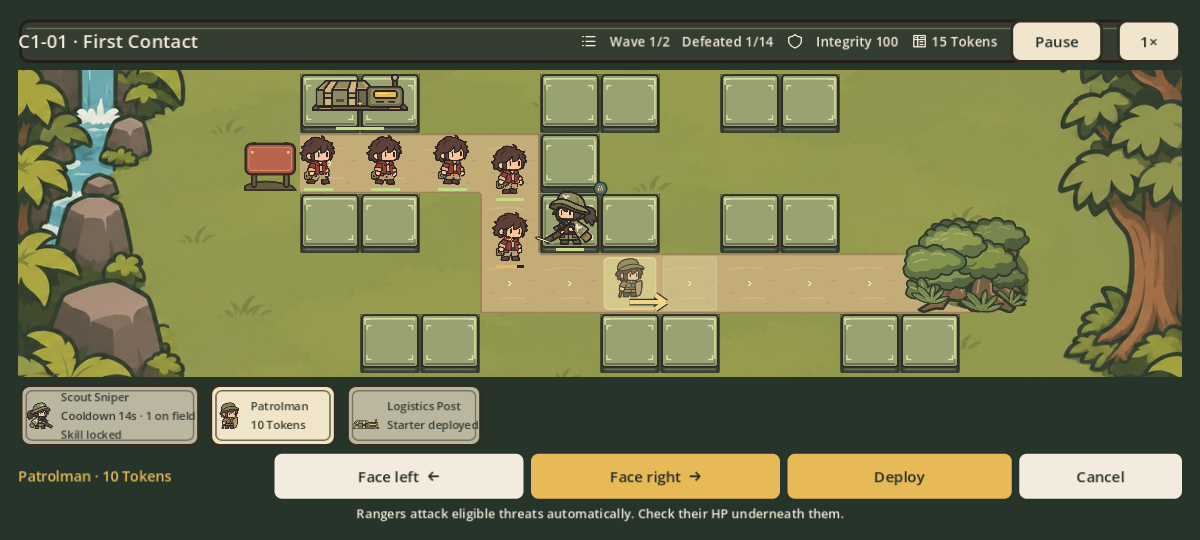 C1-01 · First Contact
Wave 1/2 Defeated 1/14 Integrity 100 15 Tokens Pause 1×
Scout Sniper
Cooldown 14s · 1 on field
Skill locked
Patrolman
10 Tokens
Logistics Post
Starter deployed
Patrolman · 10 Tokens Face left ← Face right → Deploy Cancel
Rangers attack eligible threats automatically. Check their HP underneath them.